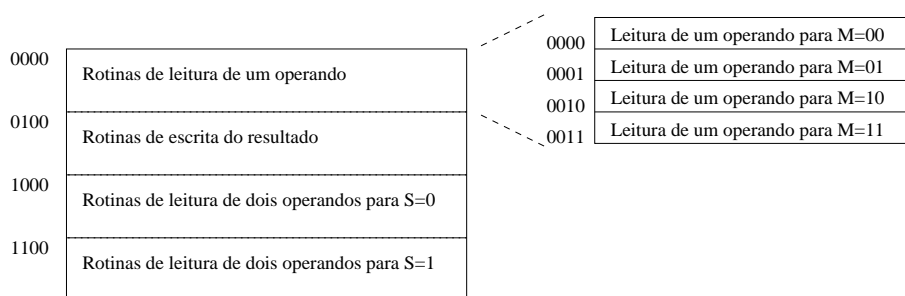 0000
Rotinas de leitura de um operando
0100
Rotinas de escrita do resultado
1000
Rotinas de leitura de dois operandos para S=0
1100
Rotinas de leitura de dois operandos para S=1
0000
Leitura de um operando para M=00
0001
Leitura de um operando para M=01
0010
Leitura de um operando para M=10
0011
Leitura de um operando para M=11